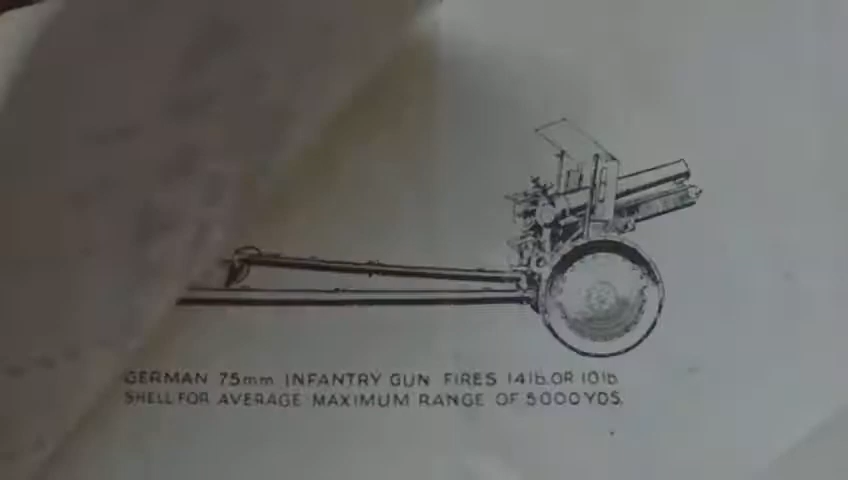 GERMAN 75mm INFANTRY GUN FIRES 14lb. OR 10lb
SHELL FOR AVERAGE MAXIMUM RANGE OF 5000YDS.